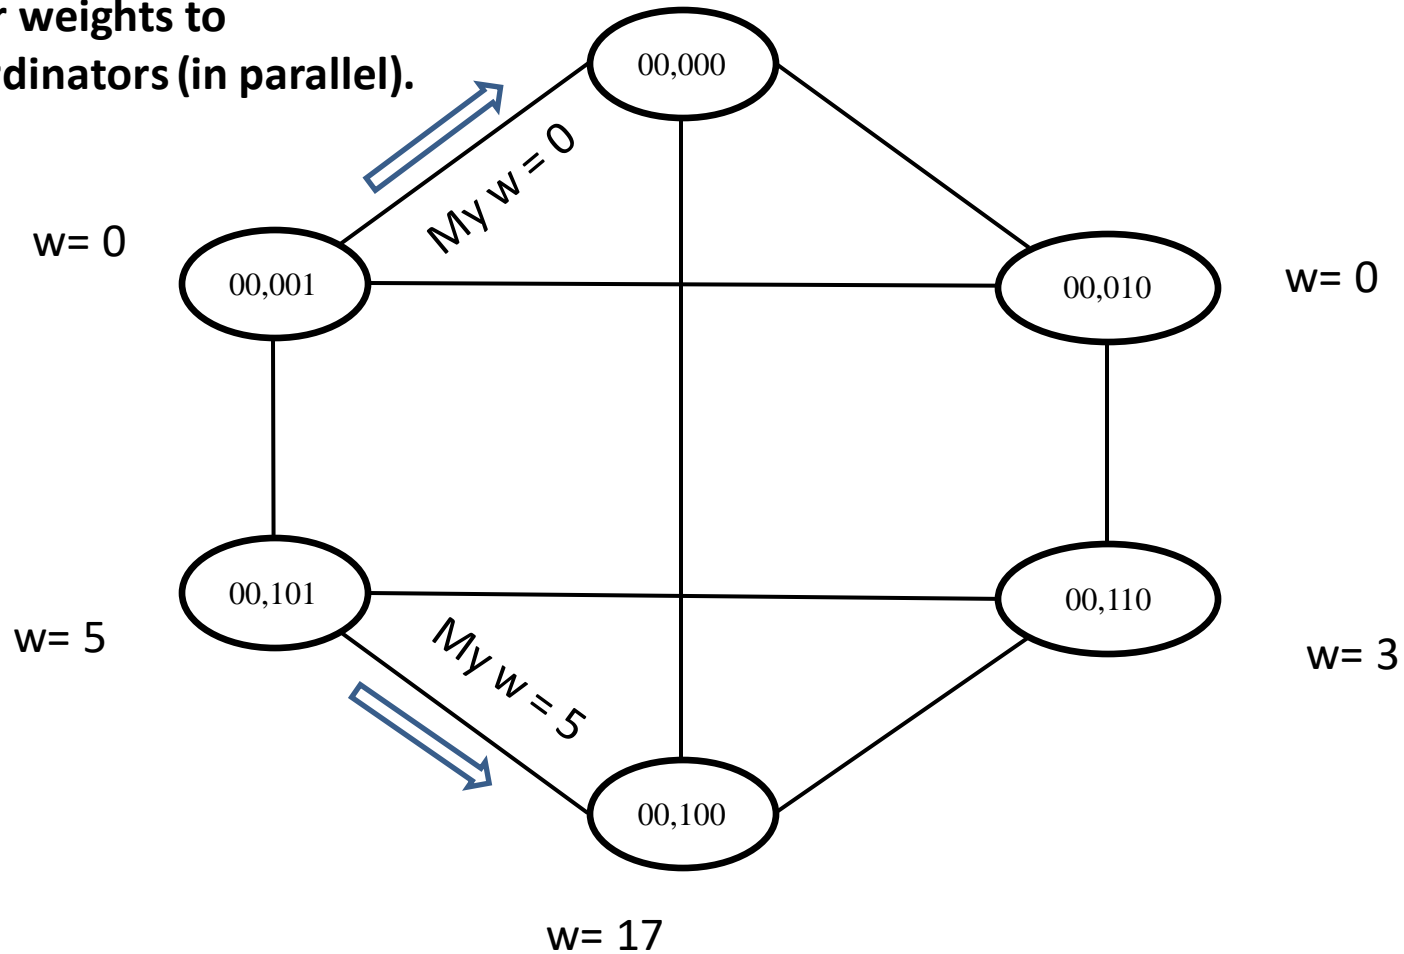 weights to
(in parallel).
00,000
My w = 0
w= 0
00,001
00,010
w= 0
00,101
00,110
w= 5
My w = 5
w= 3
00,100
w= 17